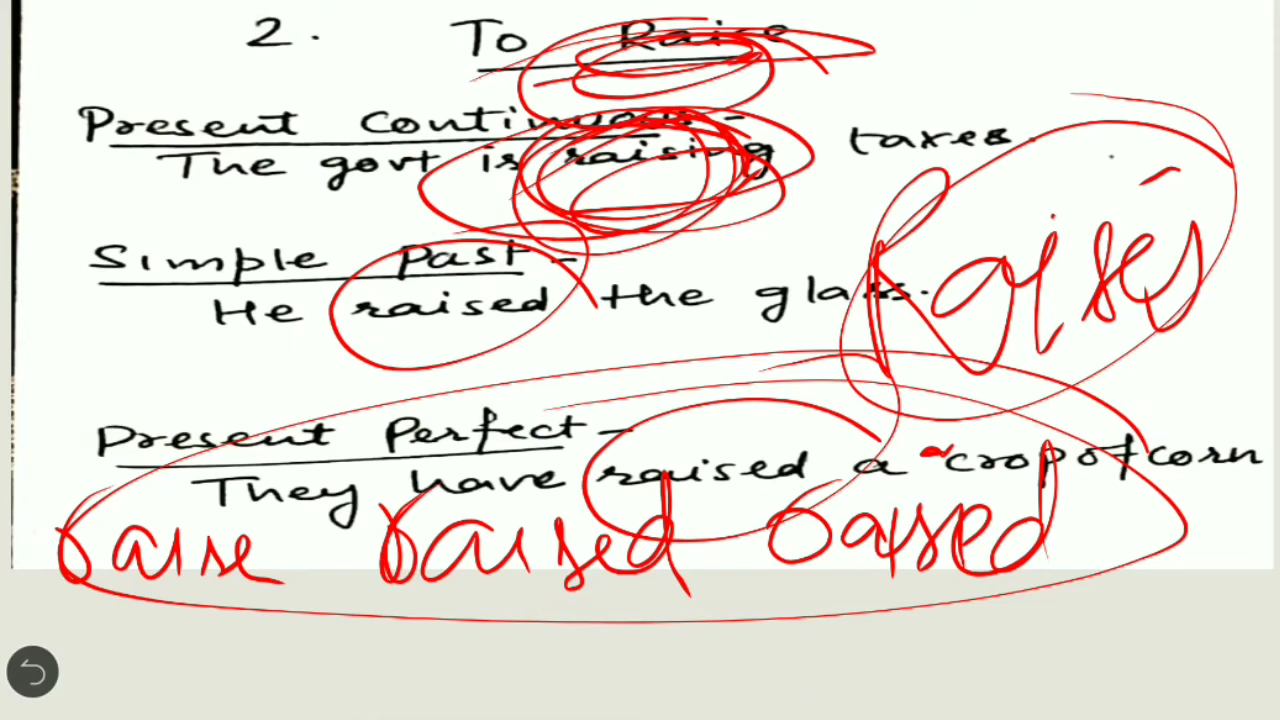 2. To Raise
Present Continuous -
The govt is raising taxes.
Simple Past -
He raised the glass.
Raises
Present Perfect -
They have raised a crop of corn
raise raised raised